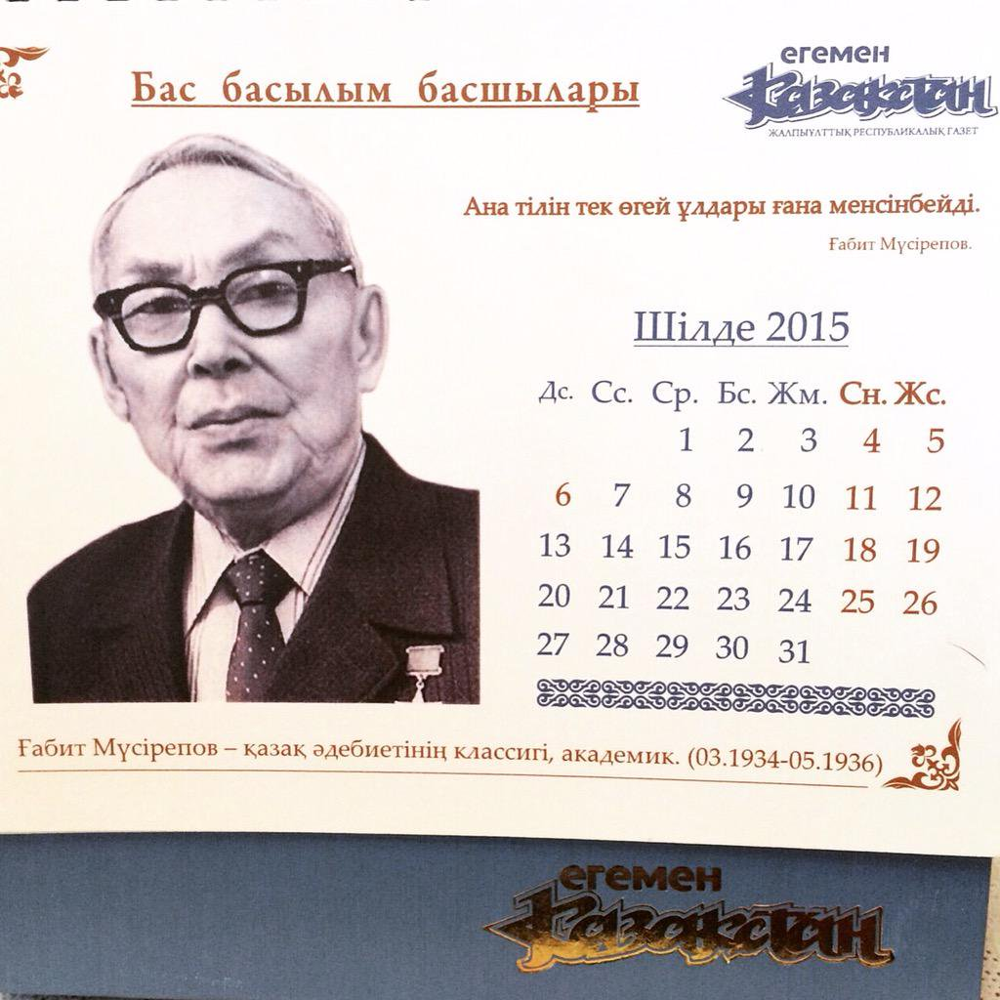 Бас басылым басшылары
егемен
Қазақстан
ЖАЛПЫҰЛТТЫҚ РЕСПУБЛИКАЛЫҚ ГАЗЕТ
Ана тілін тек өгей ұлдары ғана менсінбейді.
Ғабит Мүсірепов.
Шілде 2015
Дс. Сс. Ср. Бс. Жм. Сн. Жс.
1 2 3 4 5
6 7 8 9 10 11 12
13 14 15 16 17 18 19
20 21 22 23 24 25 26
27 28 29 30 31
Ғабит Мүсірепов – қазақ әдебиетінің классигі, академик. (03.1934-05.1936)
егемен
Қазақстан